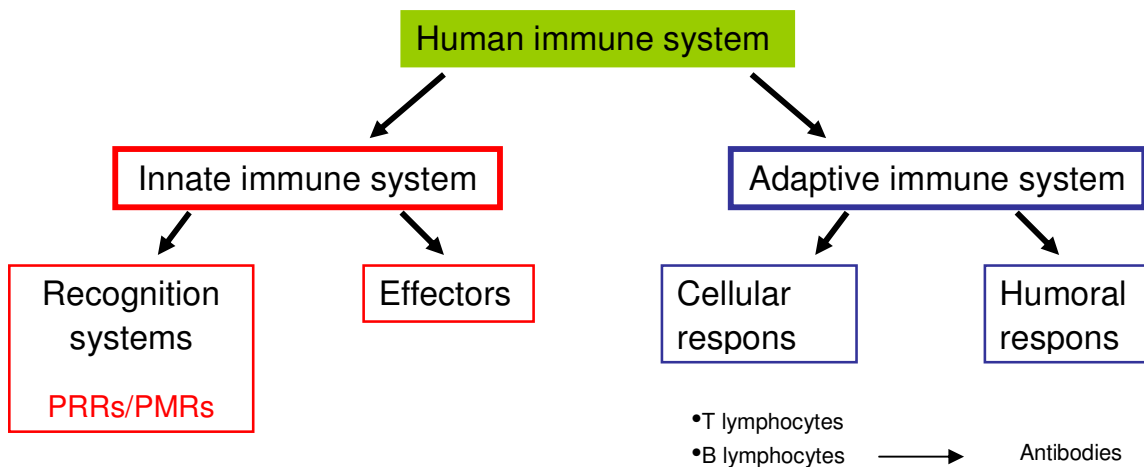 Human immune system
Innate immune system
Adaptive immune system
Recognition
systems
PRRs/PMRs
Effectors
Cellular
respons
Humoral
respons
•T lymphocytes
•B lymphocytes
Antibodies